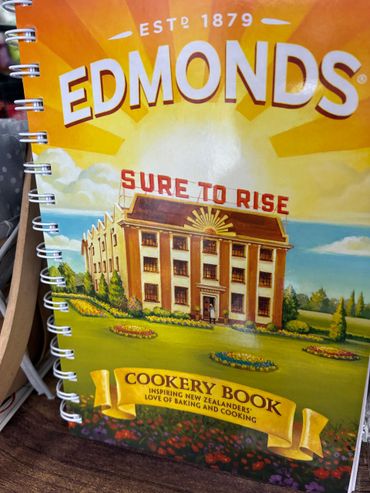 ESTD 1879
EDMONDS®
SURE TO RISE
COOKERY BOOK
INSPIRING NEW ZEALANDERS'
LOVE OF BAKING AND COOKING